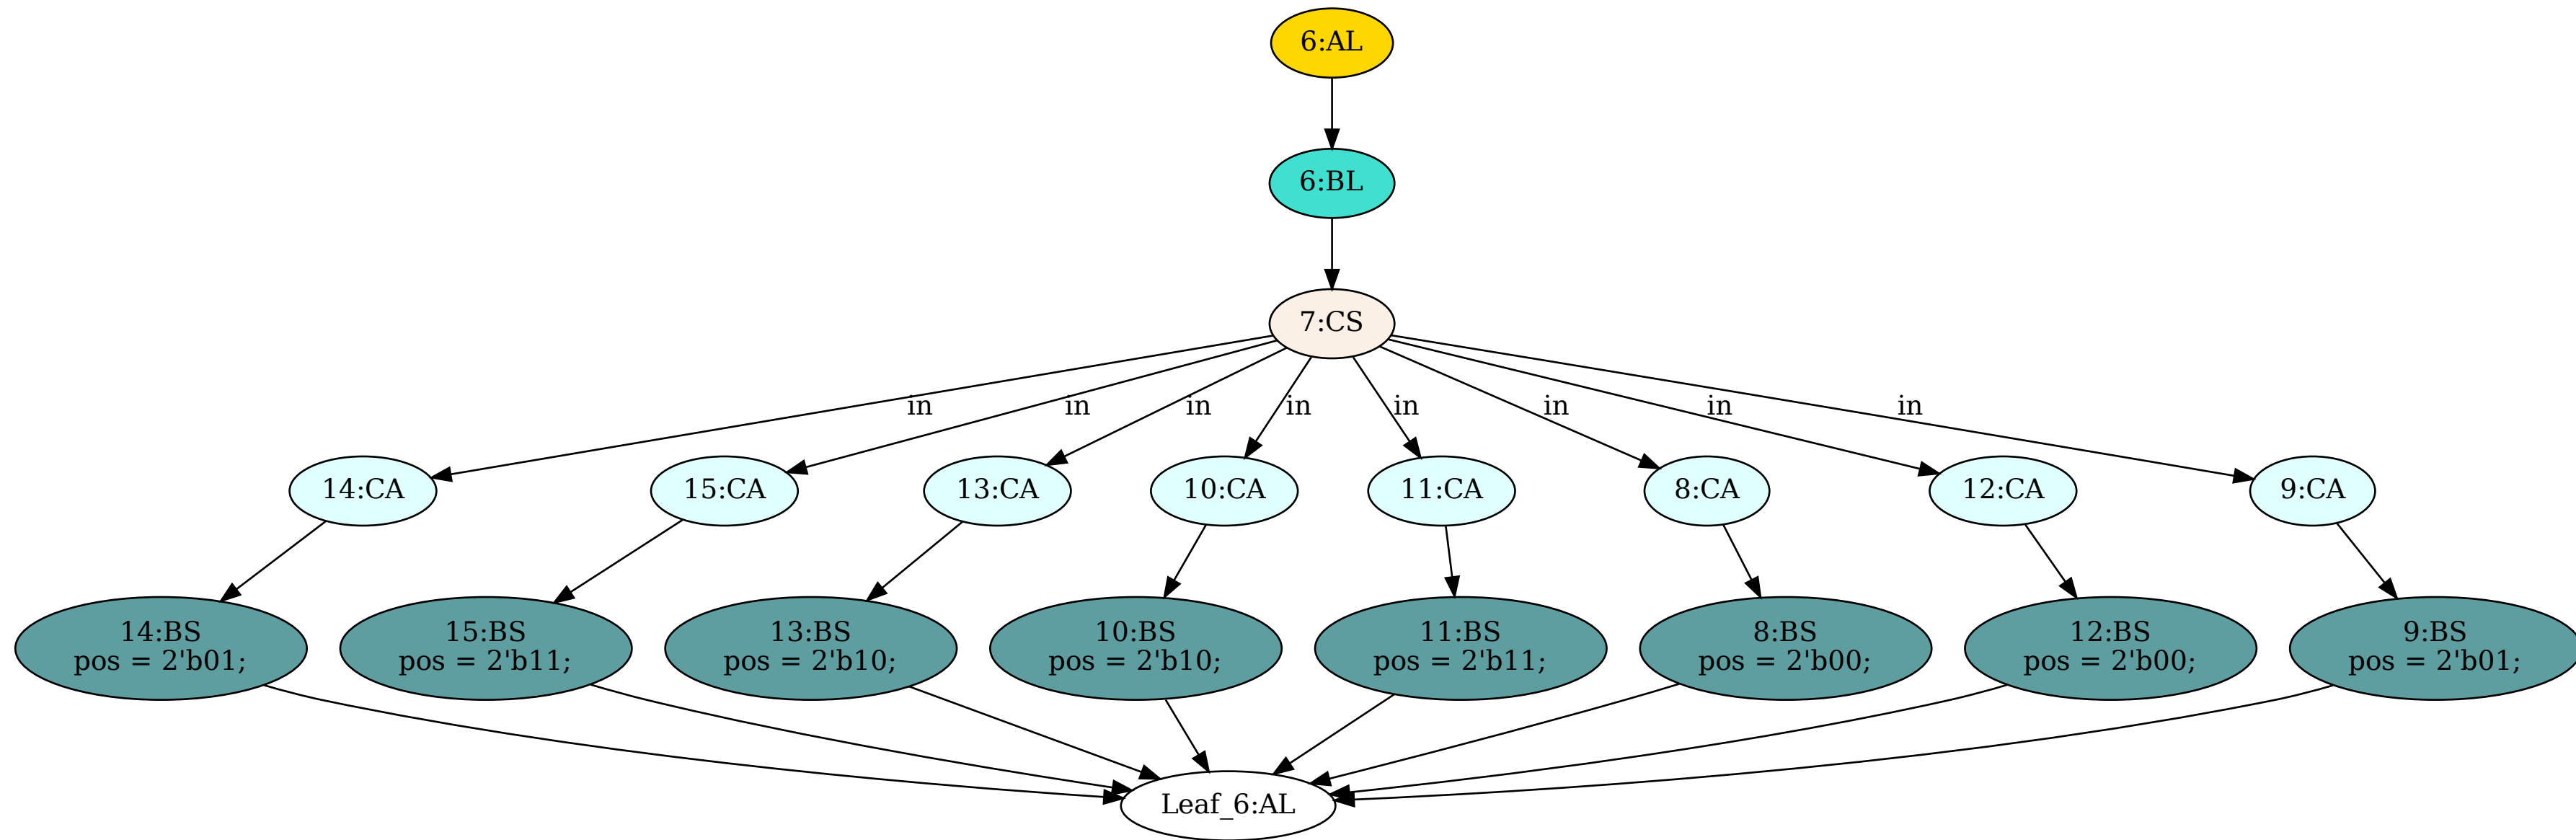 6:AL
6:BL
7:CS
in in in in in in in in
14:CA 15:CA 13:CA 10:CA 11:CA 8:CA 12:CA 9:CA
14:BS
pos = 2'b01;
15:BS
pos = 2'b11;
13:BS
pos = 2'b10;
10:BS
pos = 2'b10;
11:BS
pos = 2'b11;
8:BS
pos = 2'b00;
12:BS
pos = 2'b00;
9:BS
pos = 2'b01;
Leaf_6:AL